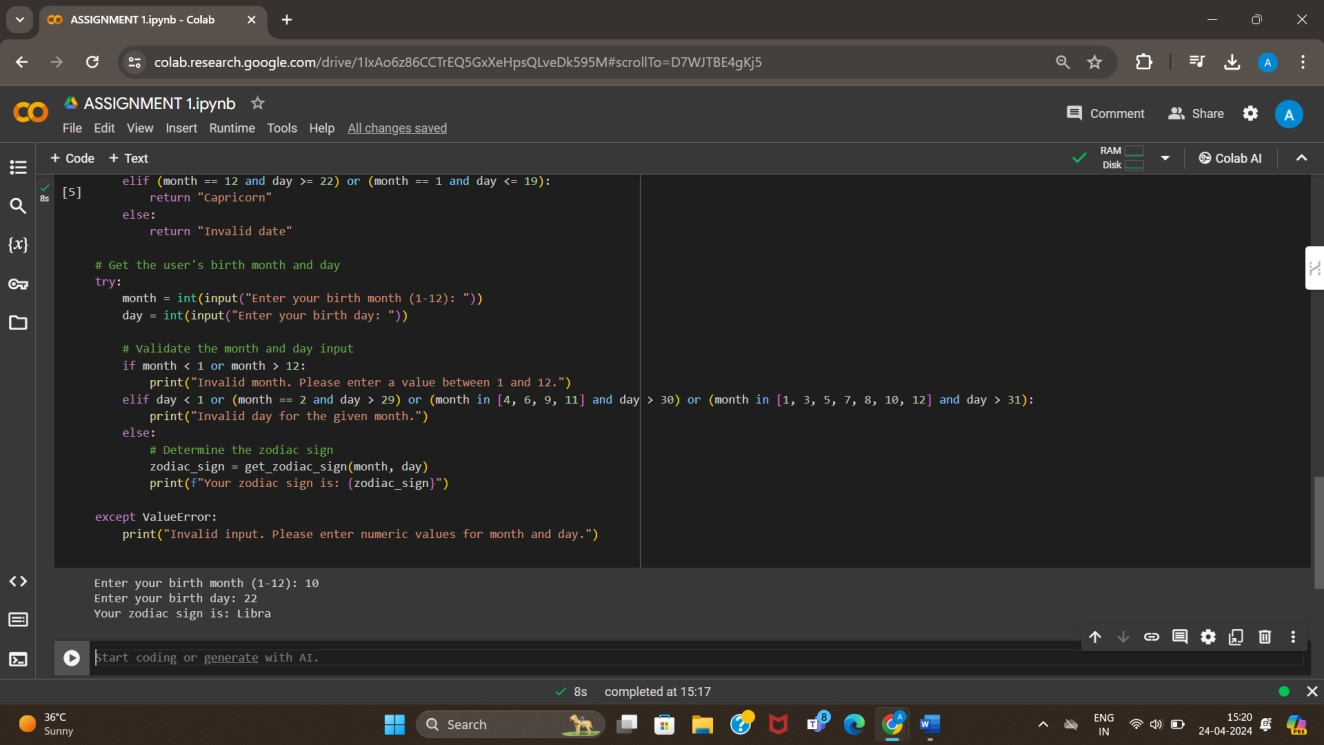 ASSIGNMENT 1.ipynb - Colab
colab.research.google.com/drive/1IxAo6z86CCTrEQ5GxXeHpsQLveDk595M#scrollTo=D7WJTBE4gKj5
A
ASSIGNMENT 1.ipynb
Comment Share A
File Edit View Insert Runtime Tools Help All changes saved
+ Code + Text
RAM
Disk
Colab AI
[5]
8s
{x}
elif (month == 12 and day >= 22) or (month == 1 and day <= 19):
return "Capricorn"
else:
return "Invalid date"
# Get the user's birth month and day
try:
month = int(input("Enter your birth month (1-12): "))
day = int(input("Enter your birth day: "))
# Validate the month and day input
if month < 1 or month > 12:
print("Invalid month. Please enter a value between 1 and 12.")
elif day < 1 or (month == 2 and day > 29) or (month in [4, 6, 9, 11] and day > 30) or (month in [1, 3, 5, 7, 8, 10, 12] and day > 31):
print("Invalid day for the given month.")
else:
# Determine the zodiac sign
zodiac_sign = get_zodiac_sign(month, day)
print(f"Your zodiac sign is: {zodiac_sign}")
except ValueError:
print("Invalid input. Please enter numeric values for month and day.")
Enter your birth month (1-12): 10
Enter your birth day: 22
Your zodiac sign is: Libra
Start coding or generate with AI.
8s completed at 15:17
36°C
Sunny
Search
8
A
W
ENG
IN
15:20
24-04-2024
PRE